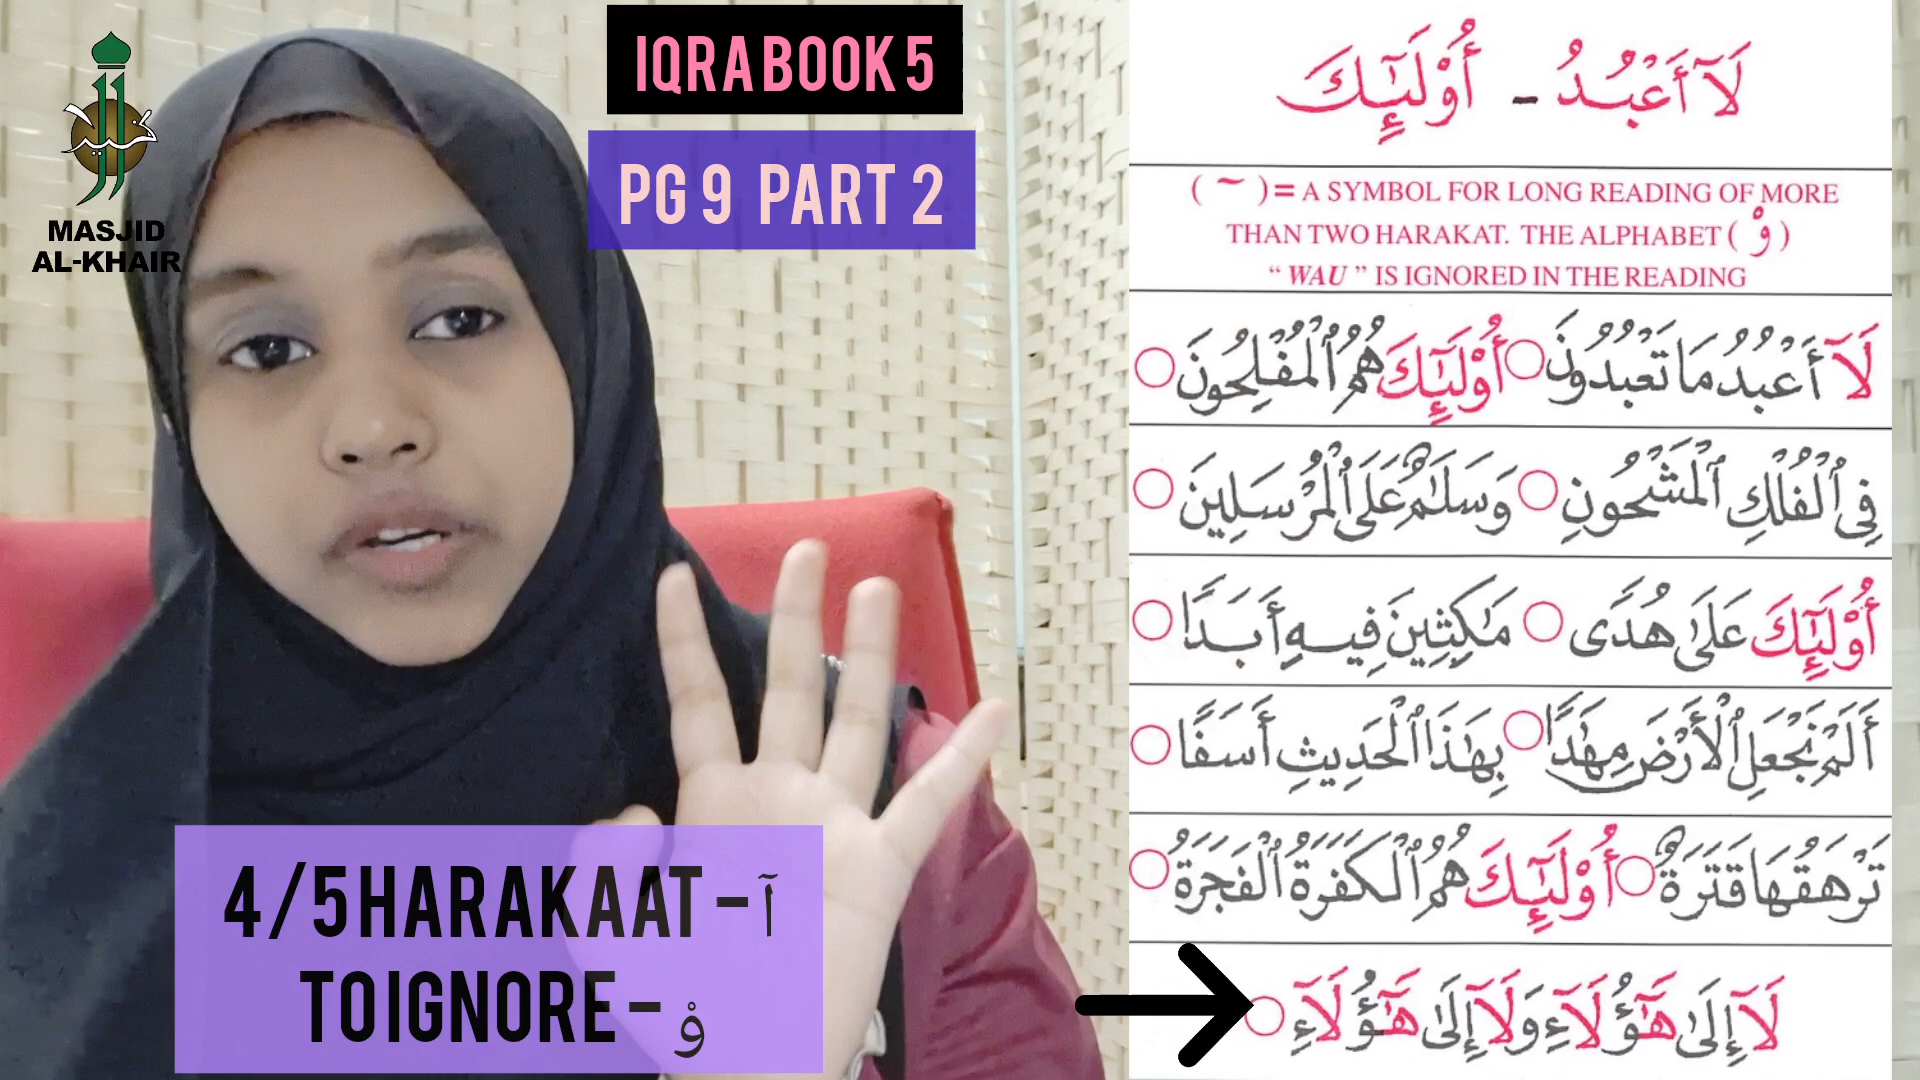 MASJID
AL-KHAIR
IQRA BOOK 5
PG 9 PART 2
4/5 HARAKAAT - آ
TO IGNORE - وْ
لَآ أَعْبُدُ - أُو۟لَٰٓئِكَ
( ~ ) = A SYMBOL FOR LONG READING OF MORE
THAN TWO HARAKAT. THE ALPHABET ( وْ )
“ WAU ” IS IGNORED IN THE READING
لَآ أَعْبُدُ مَا تَعْبُدُونَ ○ أُو۟لَٰٓئِكَ هُمُ ٱلْمُفْلِحُونَ ○
فِى ٱلْفُلْكِ ٱلْمَشْحُونِ ○ وَسَلَٰمٌ عَلَى ٱلْمُرْسَلِينَ ○
أُو۟لَٰٓئِكَ عَلَىٰ هُدًى ○ مَٰكِثِينَ فِيهِ أَبَدًا ○
أَلَمْ نَجْعَلِ ٱلْأَرْضَ مِهَٰدًا ○ بِهَٰذَا ٱلْحَدِيثِ أَسَفًا ○
تَرْهَقُهَا قَتَرَةٌ ○ أُو۟لَٰٓئِكَ هُمُ ٱلْكَفَرَةُ ٱلْفَجَرَةُ ○
لَآ إِلَىٰ هَٰٓؤُلَآءِ وَلَآ إِلَىٰ هَٰٓؤُلَآءِ ○